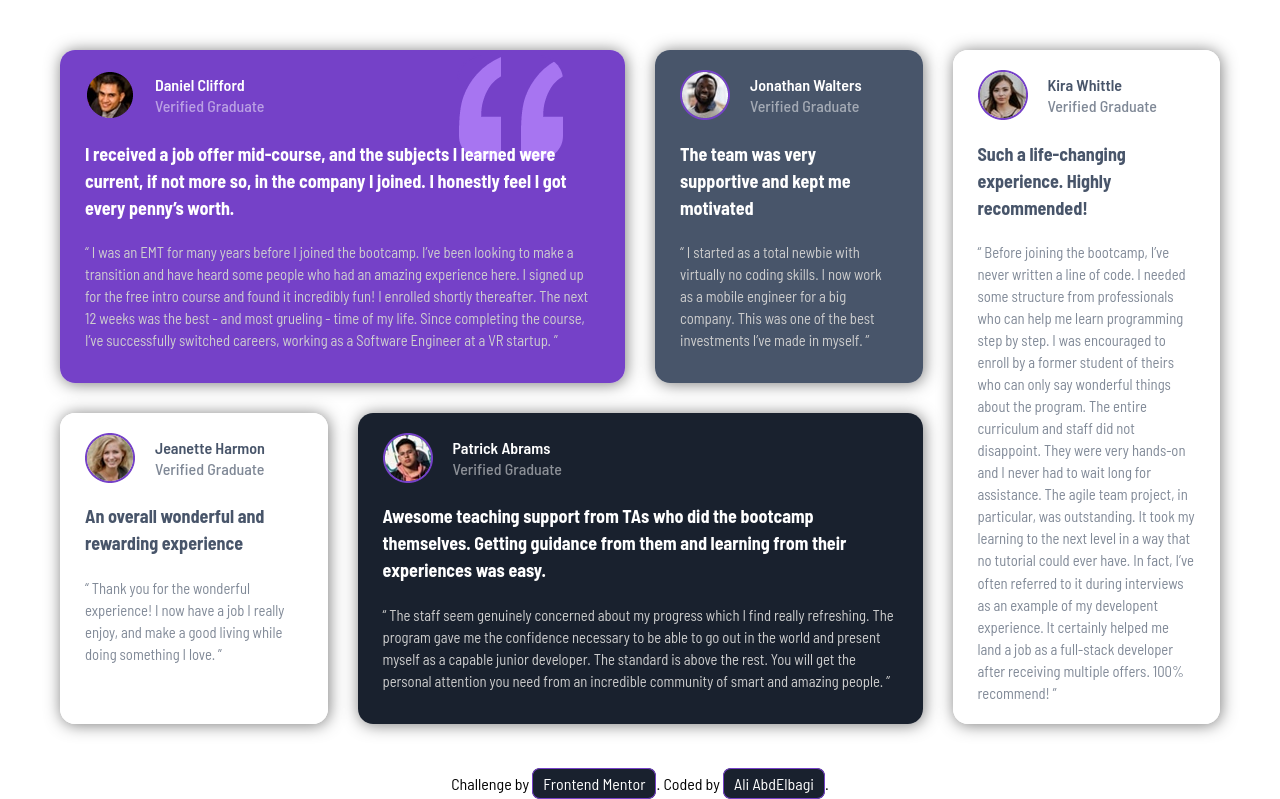 Daniel Clifford
Verified Graduate
I received a job offer mid-course, and the subjects I learned were
current, if not more so, in the company I joined. I honestly feel I got
every penny’s worth.
“ I was an EMT for many years before I joined the bootcamp. I’ve been looking to make a
transition and have heard some people who had an amazing experience here. I signed up
for the free intro course and found it incredibly fun! I enrolled shortly thereafter. The next
12 weeks was the best - and most grueling - time of my life. Since completing the course,
I’ve successfully switched careers, working as a Software Engineer at a VR startup. ”
Jonathan Walters
Verified Graduate
The team was very
supportive and kept me
motivated
“ I started as a total newbie with
virtually no coding skills. I now work
as a mobile engineer for a big
company. This was one of the best
investments I’ve made in myself. ”
Kira Whittle
Verified Graduate
Such a life-changing
experience. Highly
recommended!
“ Before joining the bootcamp, I’ve
never written a line of code. I needed
some structure from professionals
who can help me learn programming
step by step. I was encouraged to
enroll by a former student of theirs
who can only say wonderful things
about the program. The entire
curriculum and staff did not
disappoint. They were very hands-on
and I never had to wait long for
assistance. The agile team project, in
particular, was outstanding. It took my
learning to the next level in a way that
no tutorial could ever have. In fact, I’ve
often referred to it during interviews
as an example of my developent
experience. It certainly helped me
land a job as a full-stack developer
after receiving multiple offers. 100%
recommend! ”
Jeanette Harmon
Verified Graduate
An overall wonderful and
rewarding experience
“ Thank you for the wonderful
experience! I now have a job I really
enjoy, and make a good living while
doing something I love. ”
Patrick Abrams
Verified Graduate
Awesome teaching support from TAs who did the bootcamp
themselves. Getting guidance from them and learning from their
experiences was easy.
“ The staff seem genuinely concerned about my progress which I find really refreshing. The
program gave me the confidence necessary to be able to go out in the world and present
myself as a capable junior developer. The standard is above the rest. You will get the
personal attention you need from an incredible community of smart and amazing people. ”
Challenge by Frontend Mentor. Coded by Ali AbdElbagi.